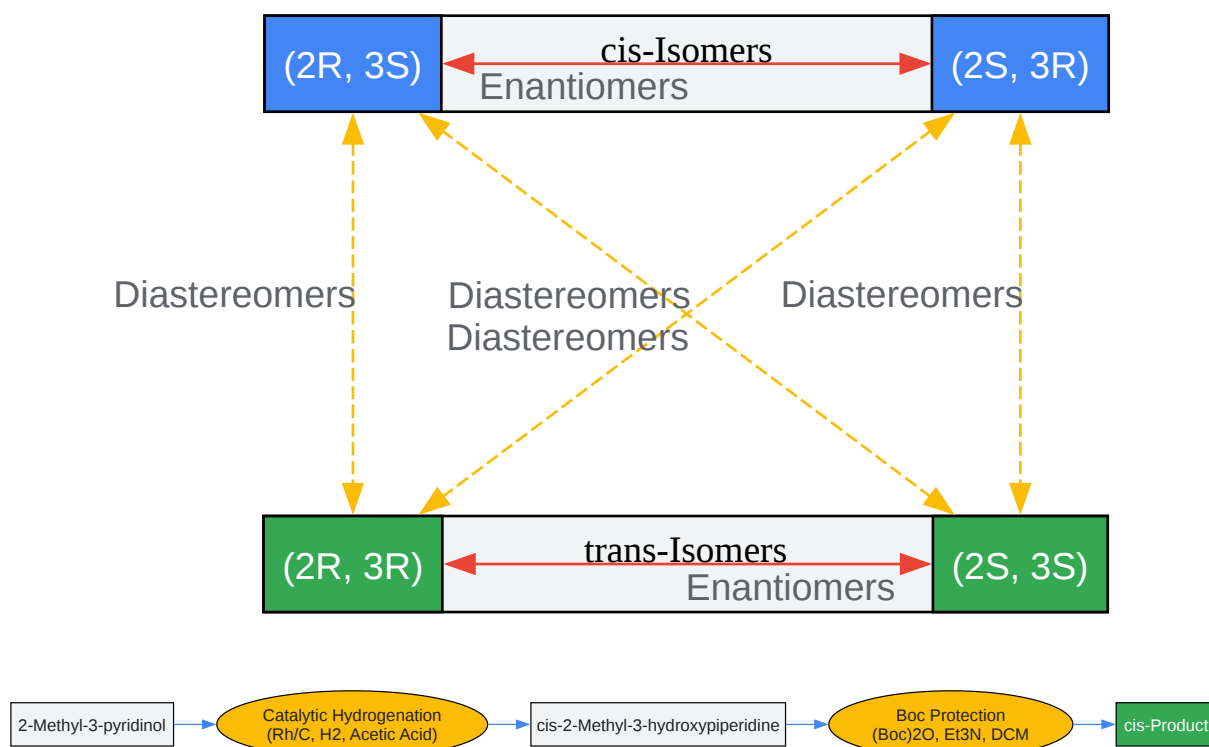 (2R, 3S)
cis-Isomers
Enantiomers
(2S, 3R)
Diastereomers
Diastereomers
Diastereomers
Diastereomers
(2R, 3R)
trans-Isomers
Enantiomers
(2S, 3S)
2-Methyl-3-pyridinol
Catalytic Hydrogenation
(Rh/C, H2, Acetic Acid)
cis-2-Methyl-3-hydroxypiperidine
Boc Protection
(Boc)2O, Et3N, DCM
cis-Product